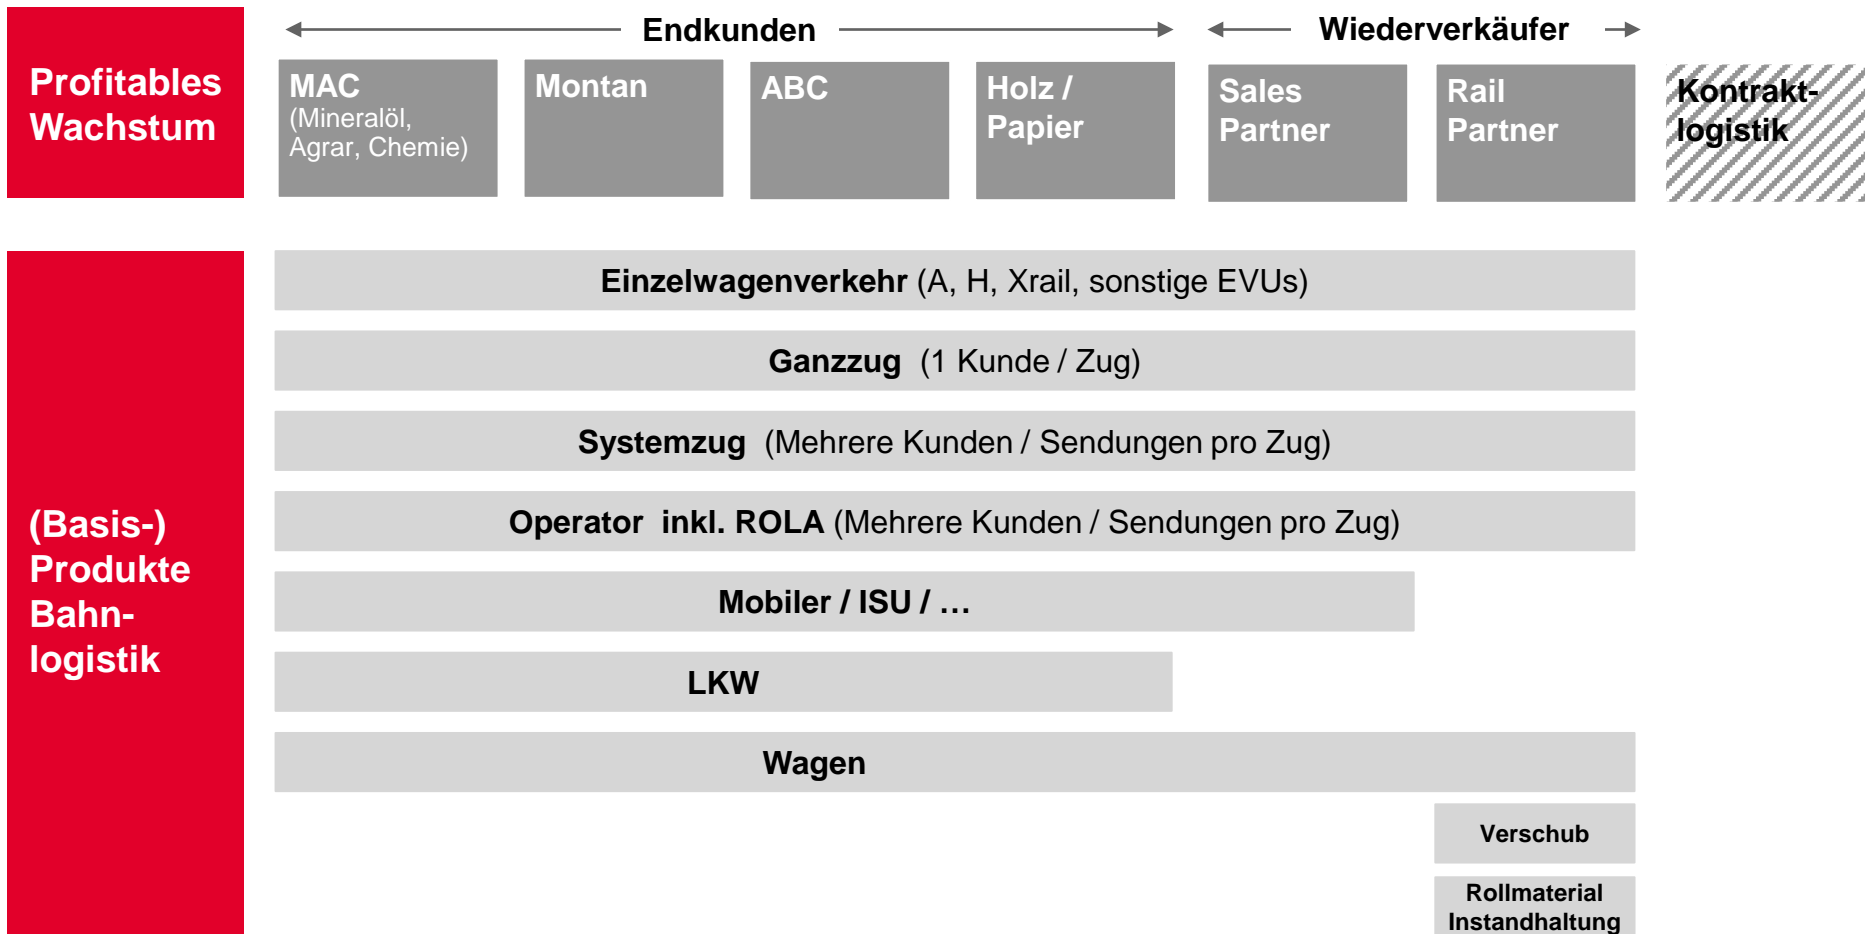 Endkunden
Wiederverkäufer
Profitables
Wachstum
MAC
(Mineralöl,
Agrar, Chemie)
Montan
ABC
Holz /
Papier
Sales
Partner
Rail
Partner
Kontrakt-
logistik
(Basis-)
Produkte
Bahn-
logistik
Einzelwagenverkehr (A, H, Xrail, sonstige EVUs)
Ganzzug (1 Kunde / Zug)
Systemzug (Mehrere Kunden / Sendungen pro Zug)
Operator inkl. ROLA (Mehrere Kunden / Sendungen pro Zug)
Mobiler / ISU / …
LKW
Wagen
Verschub
Rollmaterial
Instandhaltung